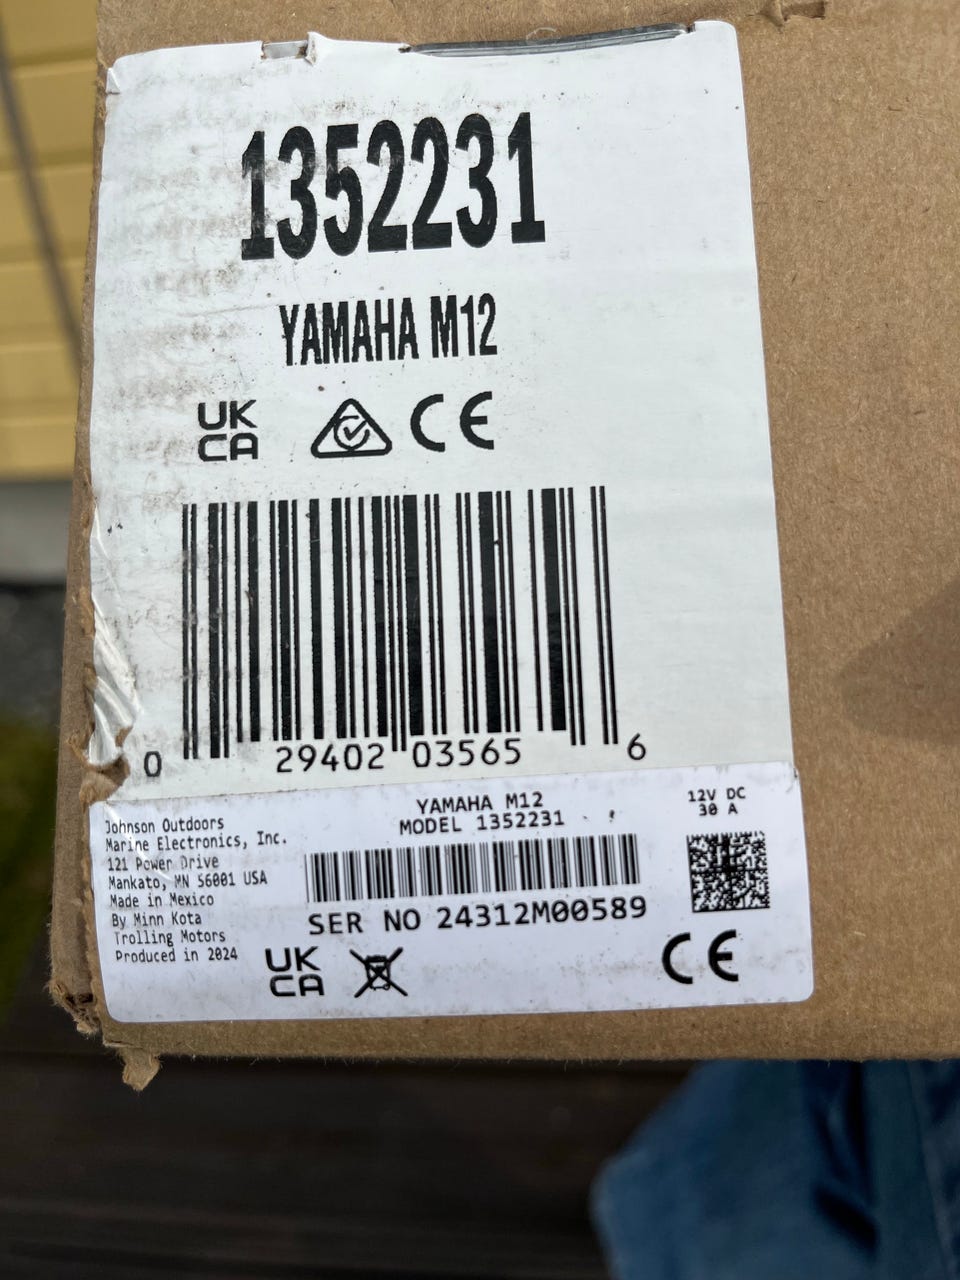 1352231
YAMAHA M12
UK
CA
CE
0 29402 03565 6
Johnson Outdoors
Marine Electronics, Inc.
121 Power Drive
Mankato, MN 56001 USA
Made in Mexico
By Minn Kota
Trolling Motors
Produced in 2024
YAMAHA M12
MODEL 1352231
SER NO 24312M00589
12V DC
30 A
UK
CA
CE